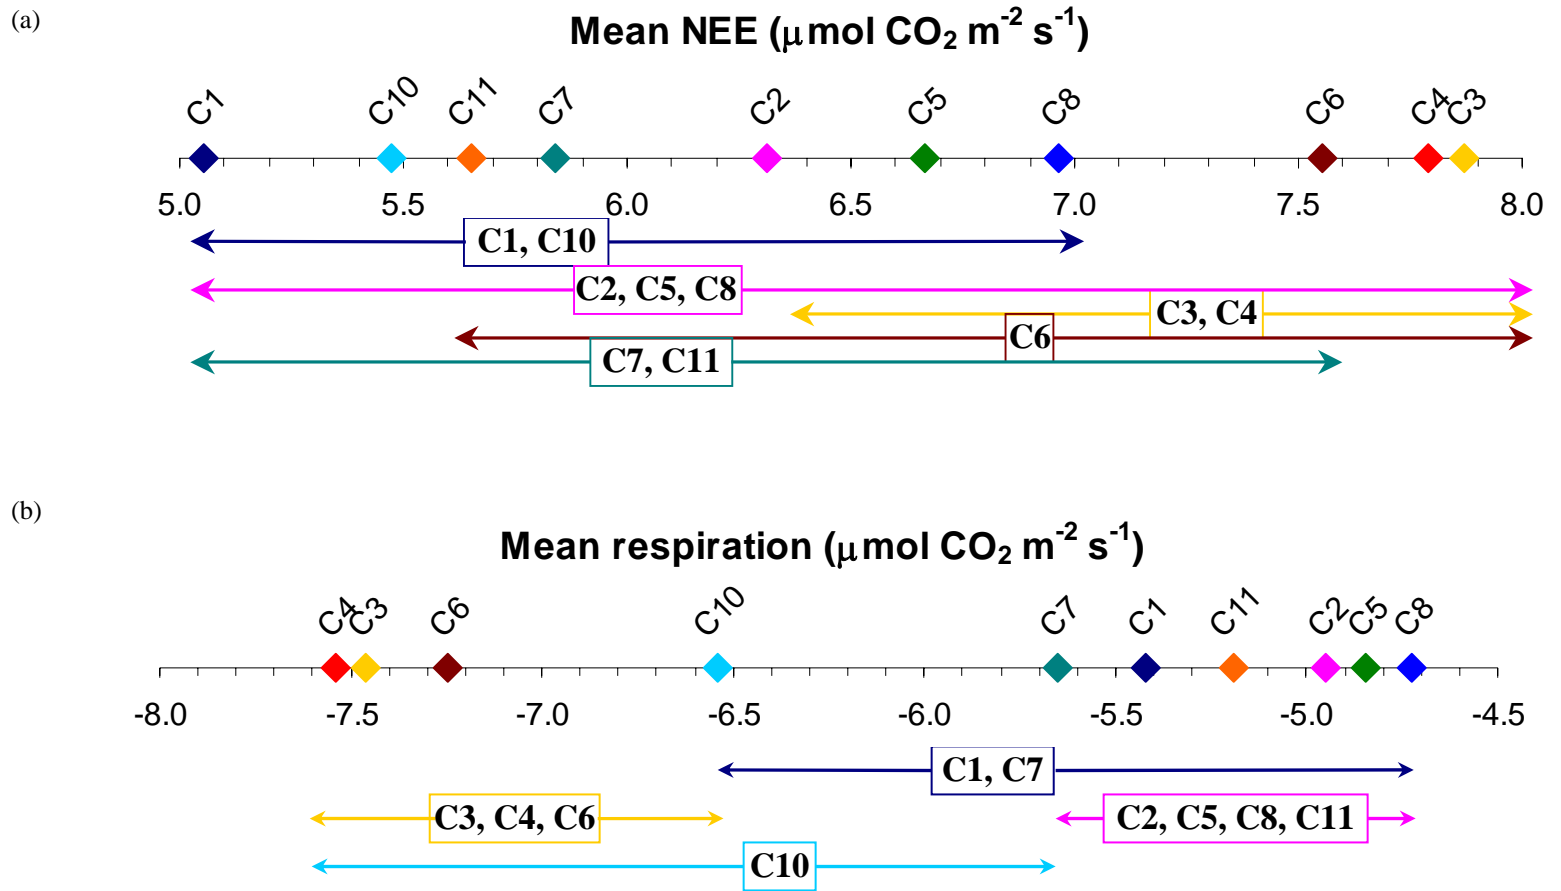 (a)
Mean NEE (μmol CO₂ m⁻² s⁻¹)
C1 C10 C11 C7 C2 C5 C8 C6 C4 C3
5.0 5.5 6.0 6.5 7.0 7.5 8.0
C1, C10
C2, C5, C8
C3, C4
C6
C7, C11
(b)
Mean respiration (μmol CO₂ m⁻² s⁻¹)
C4 C3 C6 C10 C7 C1 C11 C2 C5 C8
-8.0 -7.5 -7.0 -6.5 -6.0 -5.5 -5.0 -4.5
C1, C7
C3, C4, C6 C2, C5, C8, C11
C10